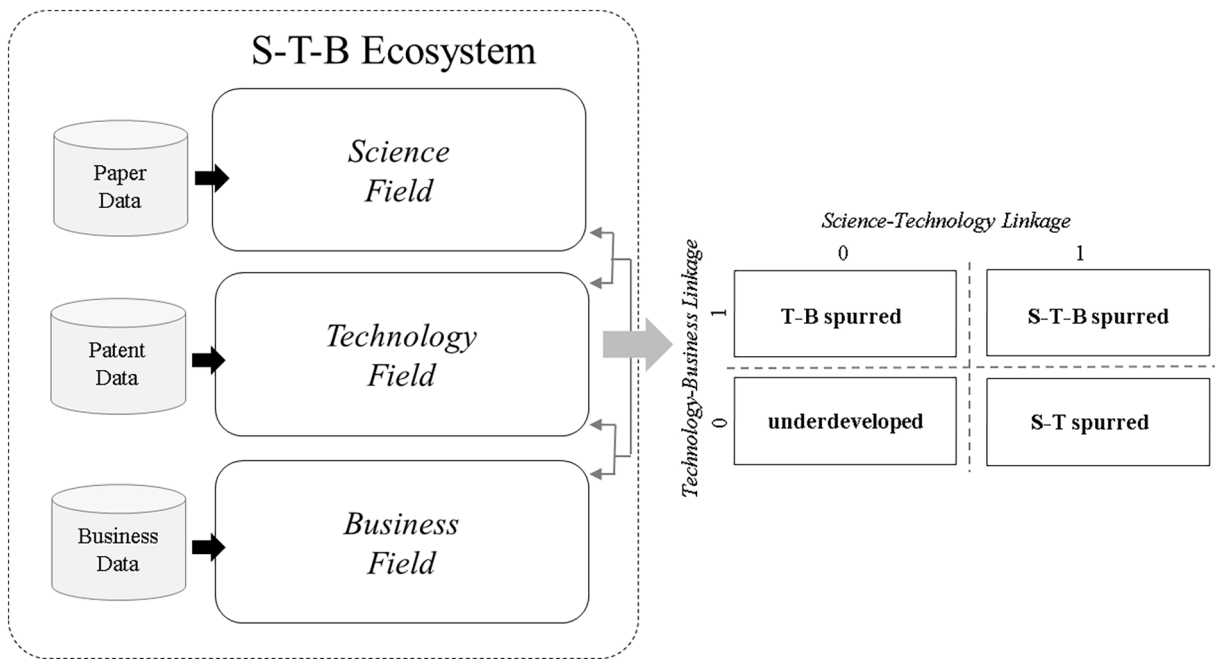 S-T-B Ecosystem
Paper
Data
Science
Field
Patent
Data
Technology
Field
Business
Data
Business
Field
Science-Technology Linkage
0
1
Technology-Business Linkage
1
0
T-B spurred
S-T-B spurred
underdeveloped
S-T spurred